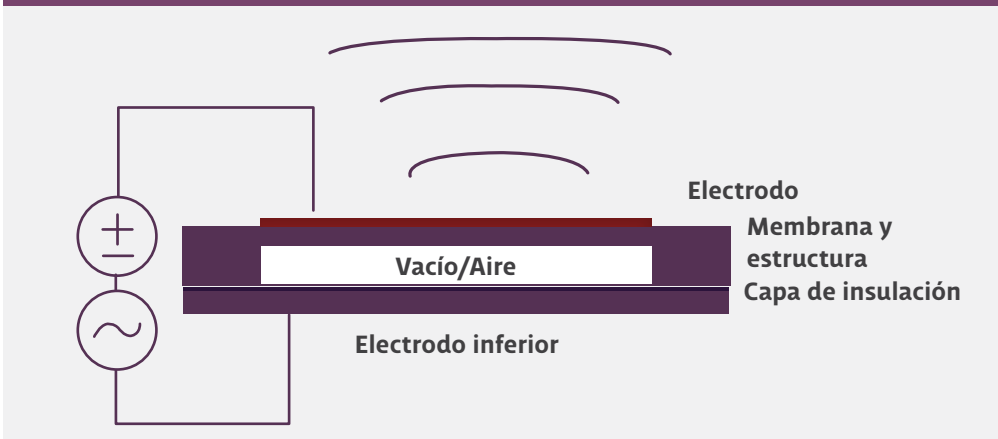 Electrodo
Membrana y
estructura
Vacío/Aire
Capa de insulación
Electrodo inferior